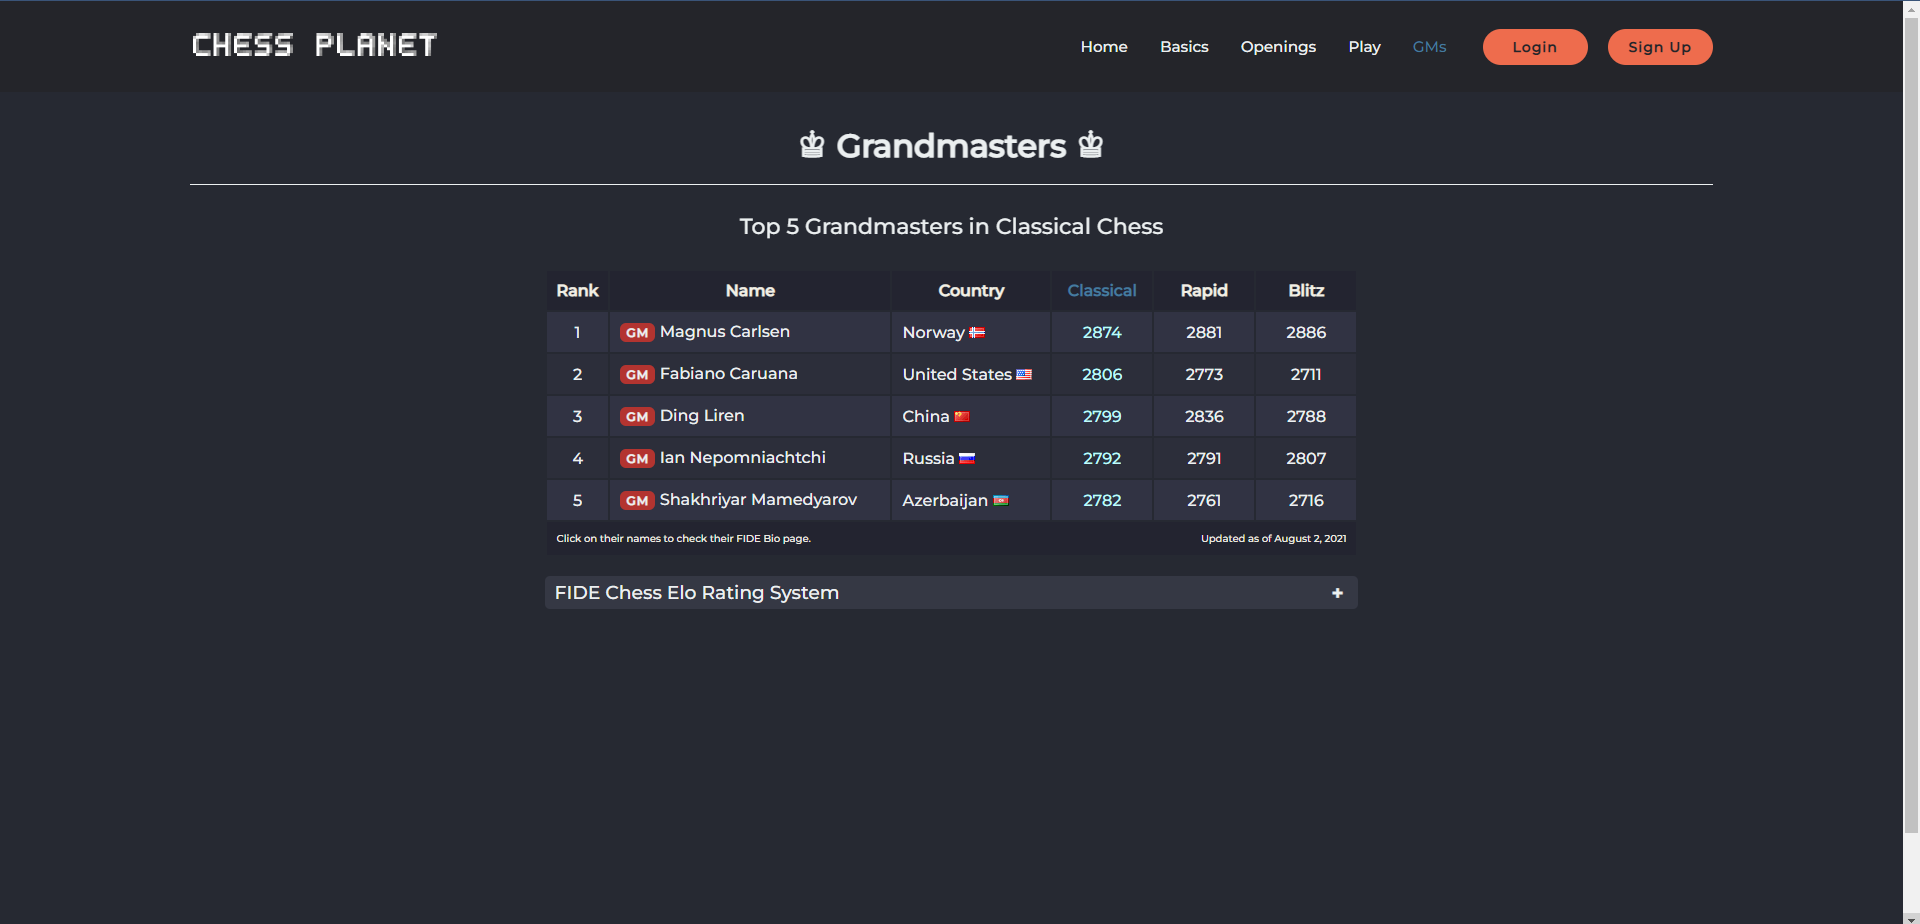 CHESS PLANET
Home Basics Openings Play GMs Login Sign Up
♚ Grandmasters ♚
Top 5 Grandmasters in Classical Chess
Rank Name Country Classical Rapid Blitz
1 GM Magnus Carlsen Norway 2874 2881 2886
2 GM Fabiano Caruana United States 2806 2773 2711
3 GM Ding Liren China 2799 2836 2788
4 GM Ian Nepomniachtchi Russia 2792 2791 2807
5 GM Shakhriyar Mamedyarov Azerbaijan 2782 2761 2716
Click on their names to check their FIDE Bio page. Updated as of August 2, 2021
FIDE Chess Elo Rating System +